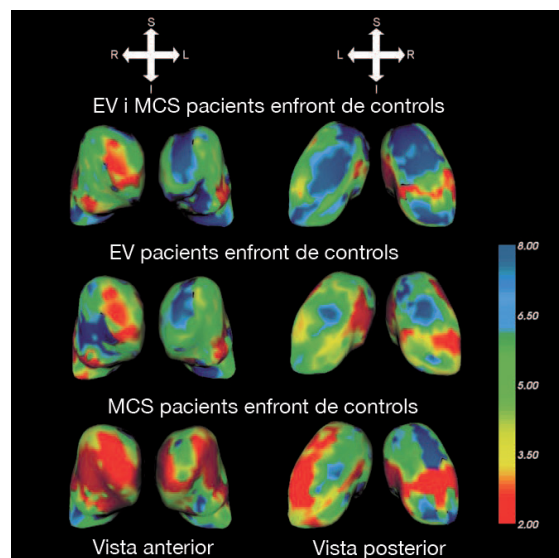 S S
R L L R
I I
EV i MCS pacients enfront de controls
EV pacients enfront de controls
8.00
6.50
5.00
3.50
2.00
MCS pacients enfront de controls
Vista anterior Vista posterior